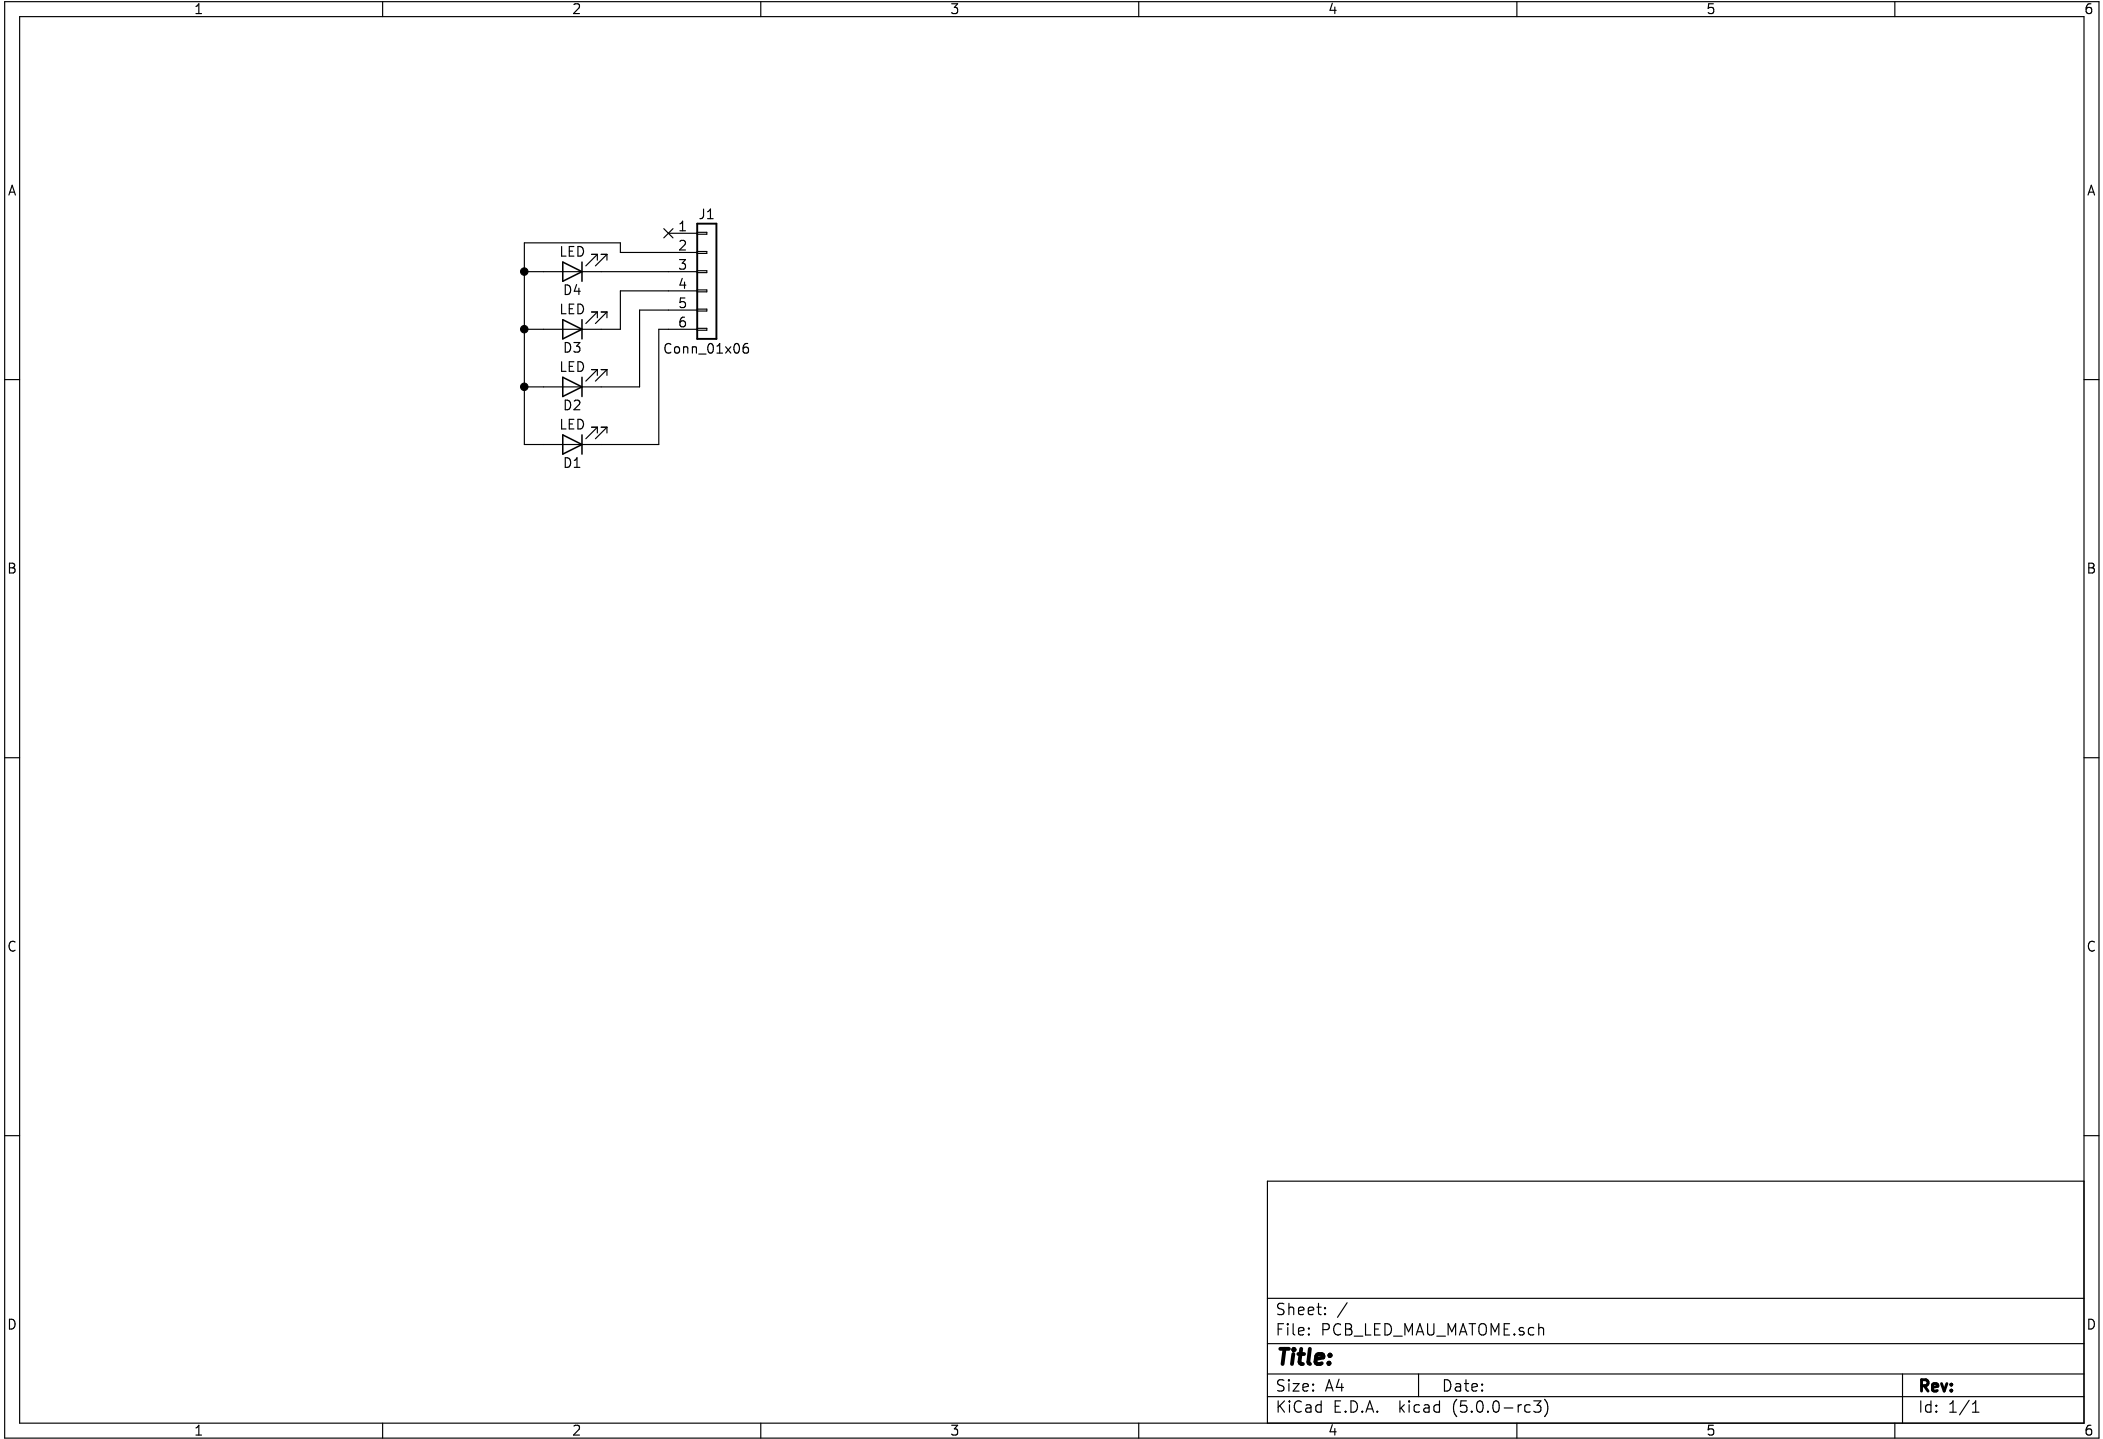 1 2 3 4 5 6
A A
J1
1
2
LED
3
D4
4
LED
5
6
D3
Conn_01x06
LED
D2
LED
D1
B B
C C
Sheet: /
File: PCB_LED_MAU_MATOME.sch
D D
Title:
Size: A4 Date: Rev:
KiCad E.D.A. kicad (5.0.0-rc3) Id: 1/1
1 2 3 4 5 6